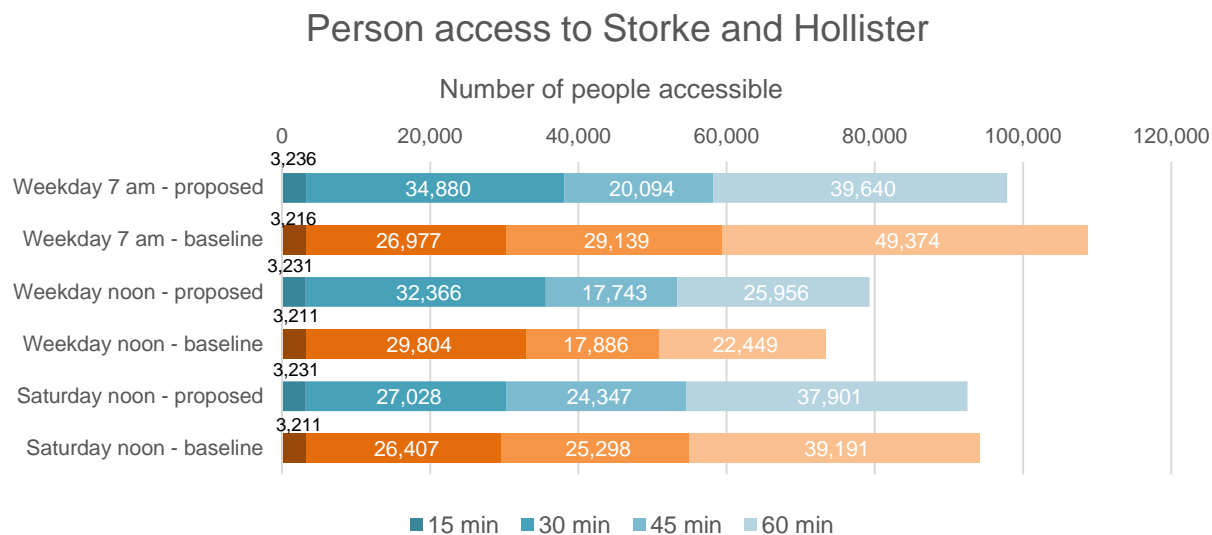 Person access to Storke and Hollister
Number of people accessible
0 20,000 40,000 60,000 80,000 100,000 120,000
3,236
Weekday 7 am - proposed 34,880 20,094 39,640
3,216
Weekday 7 am - baseline 26,977 29,139 49,374
3,231
Weekday noon - proposed 32,366 17,743 25,956
3,211
Weekday noon - baseline 29,804 17,886 22,449
3,231
Saturday noon - proposed 27,028 24,347 37,901
3,211
Saturday noon - baseline 26,407 25,298 39,191
15 min 30 min 45 min 60 min